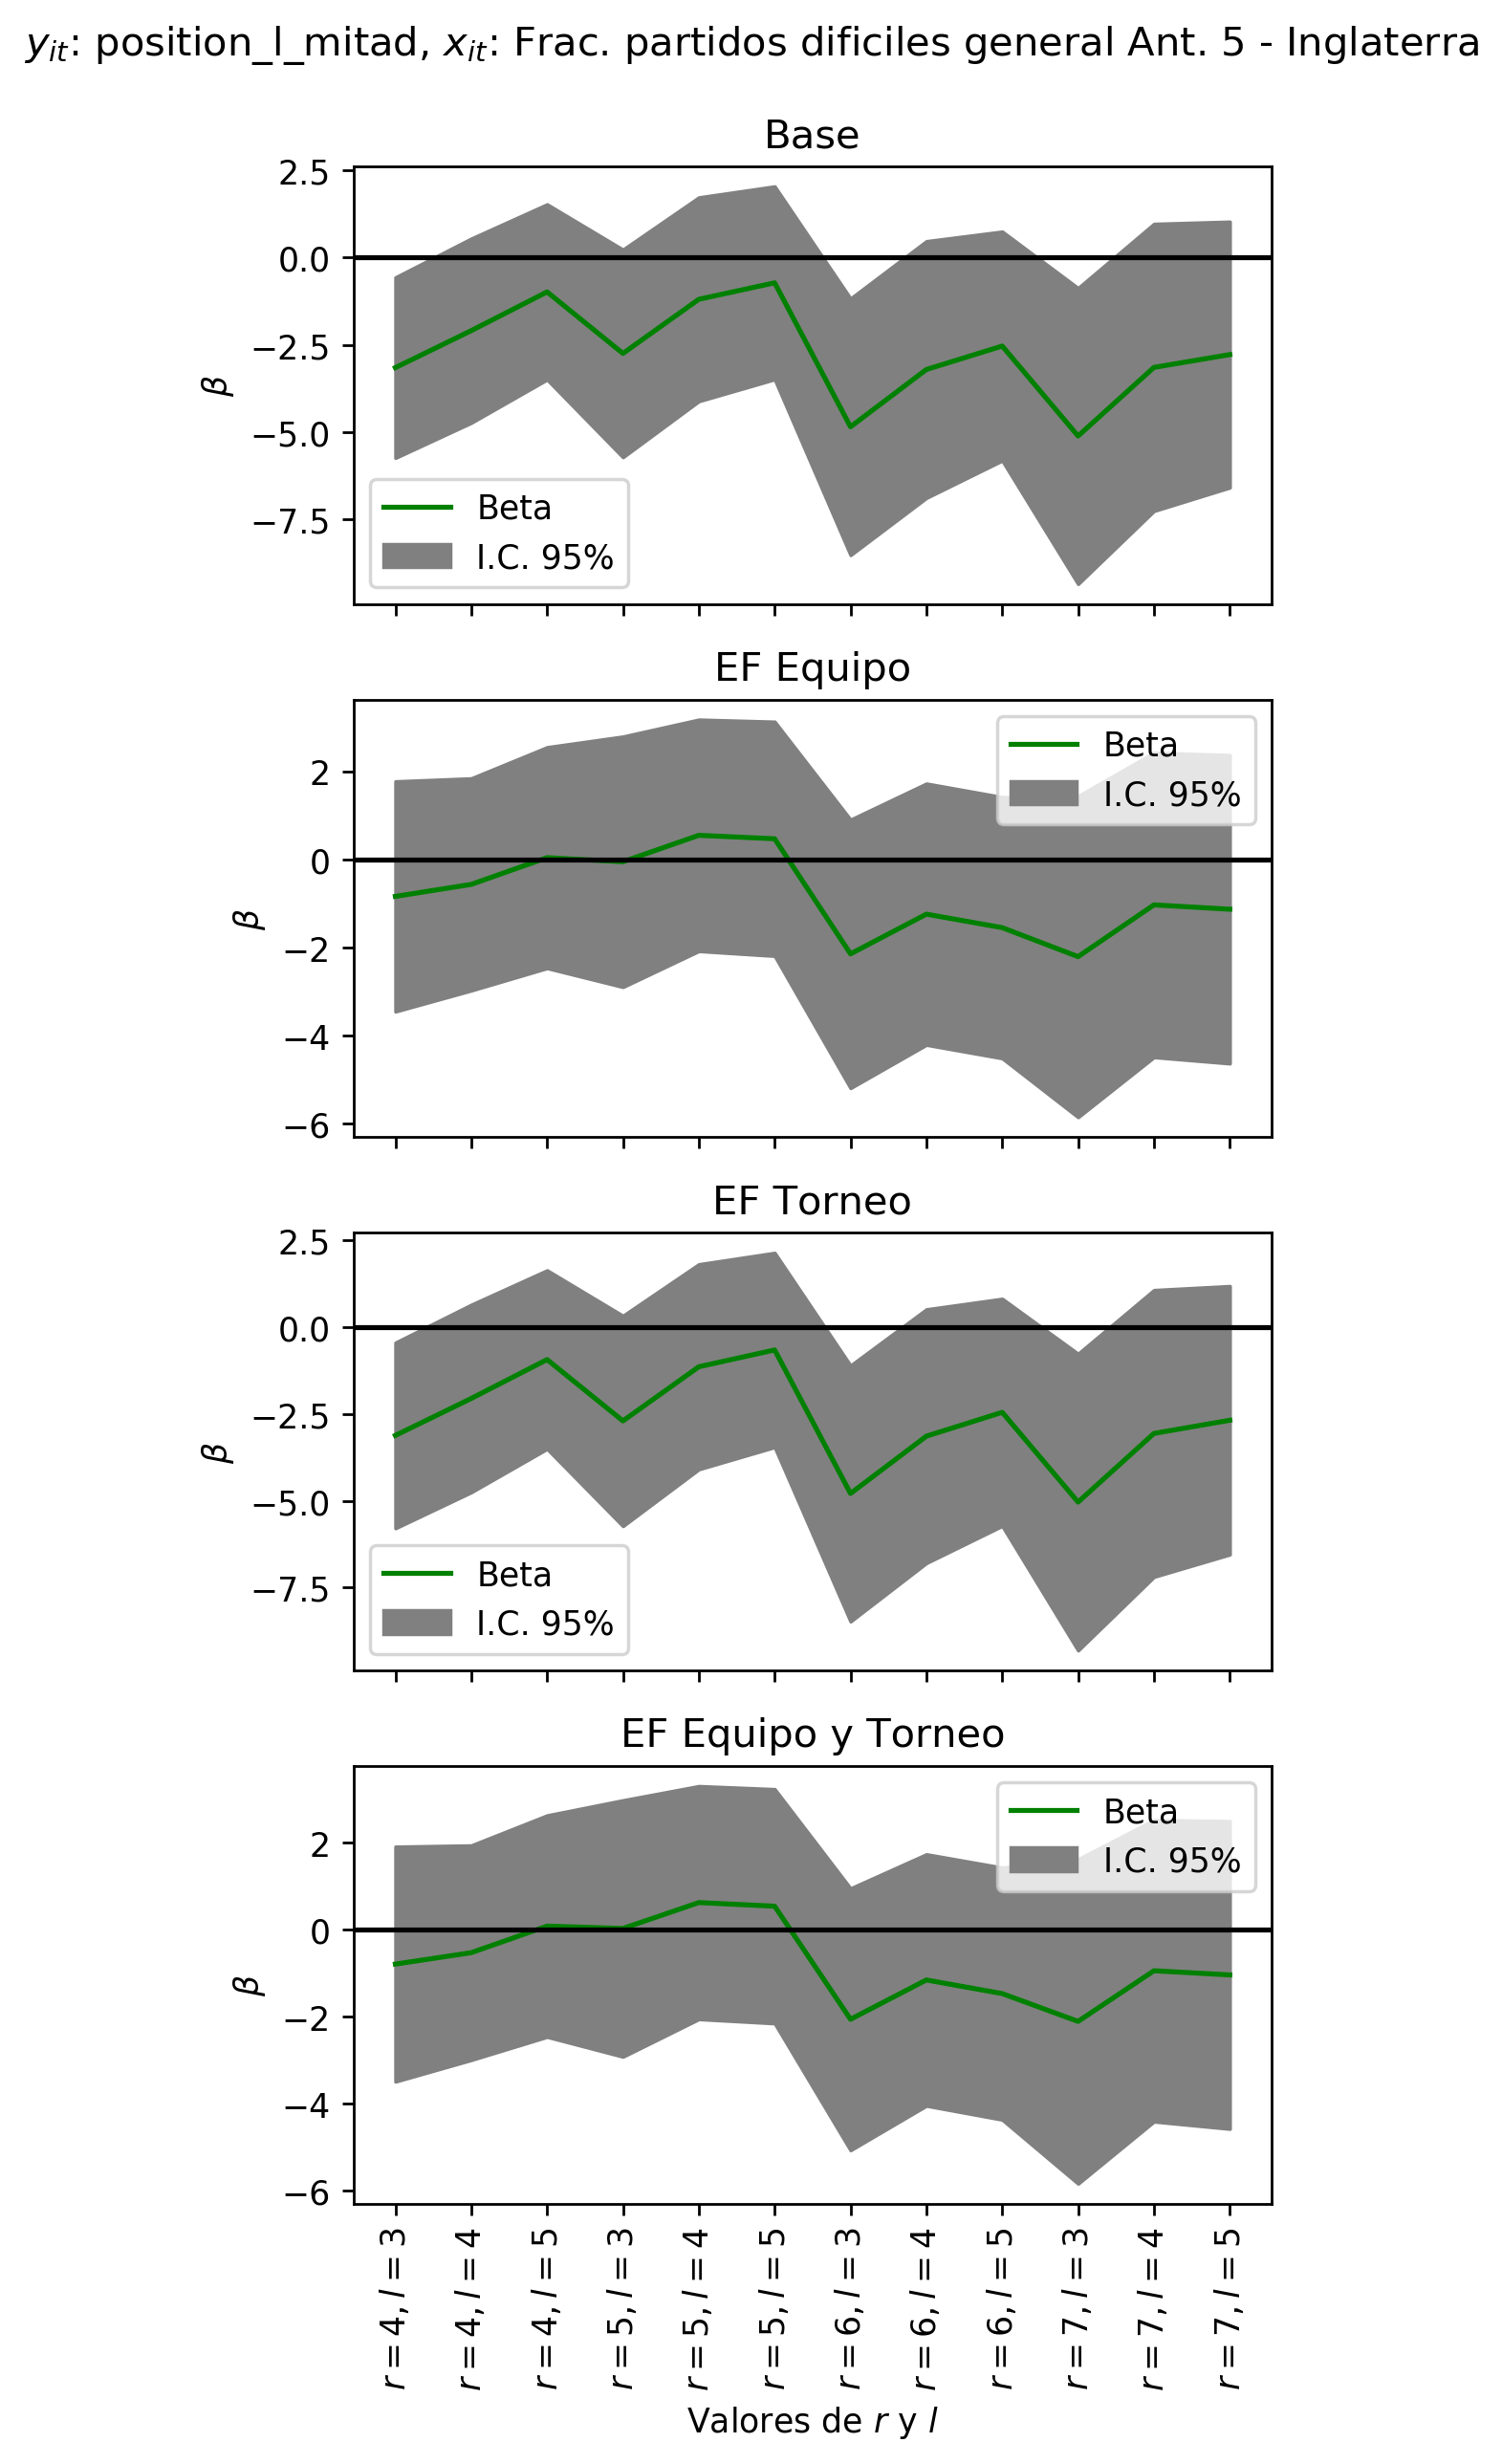 y_it: position_l_mitad, x_it: Frac. partidos dificiles general Ant. 5 - Inglaterra
Base
2.5
0.0
−2.5
−5.0
−7.5
β
Beta
I.C. 95%
EF Equipo
2
0
−2
−4
−6
β
Beta
I.C. 95%
EF Torneo
2.5
0.0
−2.5
−5.0
−7.5
β
Beta
I.C. 95%
EF Equipo y Torneo
2
0
−2
−4
−6
β
Beta
I.C. 95%
r = 4, l = 3
r = 4, l = 4
r = 4, l = 5
r = 5, l = 3
r = 5, l = 4
r = 5, l = 5
r = 6, l = 3
r = 6, l = 4
r = 6, l = 5
r = 7, l = 3
r = 7, l = 4
r = 7, l = 5
Valores de r y l